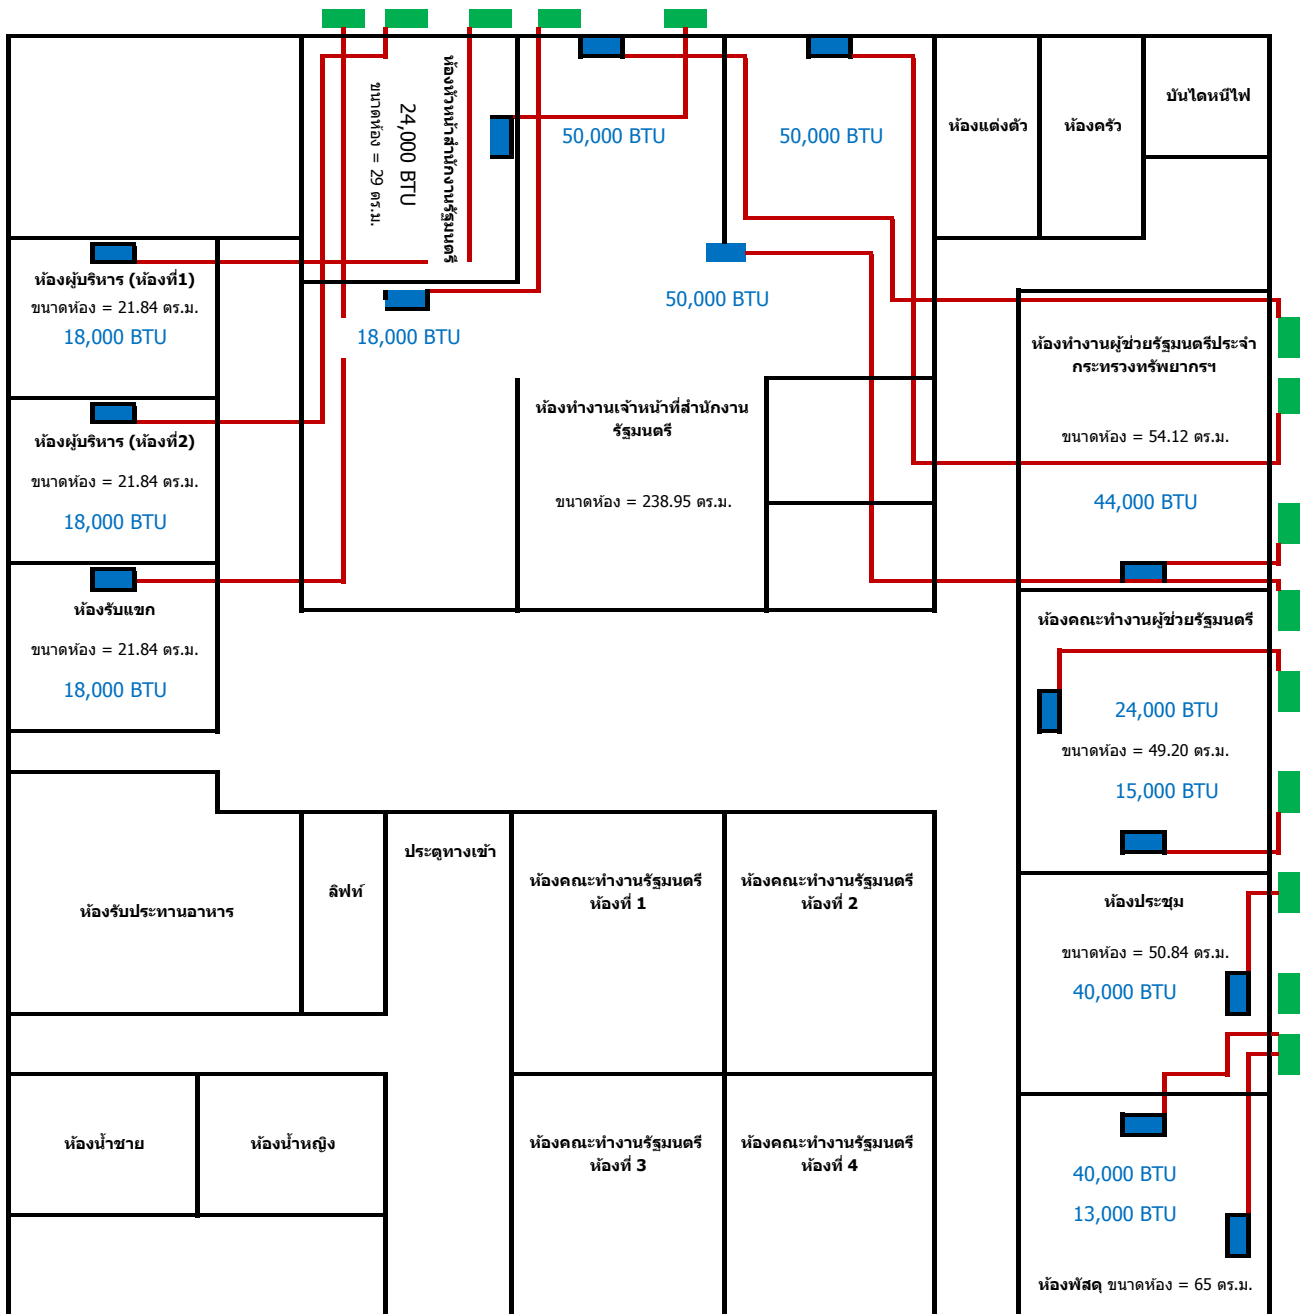 ห้องหัวหน้าสำนักงานรัฐมนตรี
24,000 BTU
ขนาดห้อง = 29 ตร.ม.
50,000 BTU
50,000 BTU
ห้องแต่งตัว
ห้องครัว
บันไดหนีไฟ
ห้องผู้บริหาร (ห้องที่1)
ขนาดห้อง = 21.84 ตร.ม.
18,000 BTU
18,000 BTU
50,000 BTU
ห้องทำงานผู้ช่วยรัฐมนตรีประจำ
กระทรวงทรัพยากรฯ
ขนาดห้อง = 54.12 ตร.ม.
44,000 BTU
ห้องทำงานเจ้าหน้าที่สำนักงาน
รัฐมนตรี
ขนาดห้อง = 238.95 ตร.ม.
ห้องผู้บริหาร (ห้องที่2)
ขนาดห้อง = 21.84 ตร.ม.
18,000 BTU
ห้องรับแขก
ขนาดห้อง = 21.84 ตร.ม.
18,000 BTU
ห้องคณะทำงานผู้ช่วยรัฐมนตรี
24,000 BTU
ขนาดห้อง = 49.20 ตร.ม.
15,000 BTU
ห้องรับประทานอาหาร
ลิฟท์
ประตูทางเข้า
ห้องคณะทำงานรัฐมนตรี
ห้องที่ 1
ห้องคณะทำงานรัฐมนตรี
ห้องที่ 2
ห้องประชุม
ขนาดห้อง = 50.84 ตร.ม.
40,000 BTU
ห้องน้ำชาย
ห้องน้ำหญิง
ห้องคณะทำงานรัฐมนตรี
ห้องที่ 3
ห้องคณะทำงานรัฐมนตรี
ห้องที่ 4
40,000 BTU
13,000 BTU
ห้องพัสดุ ขนาดห้อง = 65 ตร.ม.